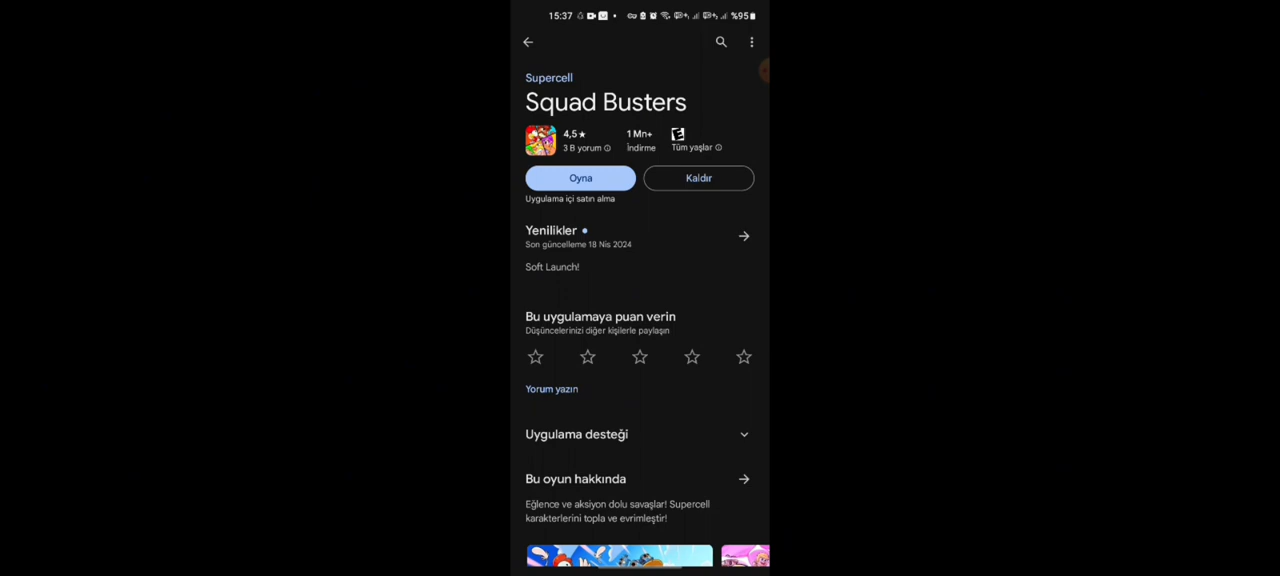 15:37 %95
Supercell
Squad Busters
4,5★ 1 Mn+ E
3 B yorum İndirme Tüm yaşlar
Oyna Kaldır
Uygulama içi satın alma
Yenilikler
Son güncelleme 18 Nis 2024
Soft Launch!
Bu uygulamaya puan verin
Düşüncelerinizi diğer kişilerle paylaşın
Yorum yazın
Uygulama desteği
Bu oyun hakkında
Eğlence ve aksiyon dolu savaşlar! Supercell
karakterlerini topla ve evrimleştir!